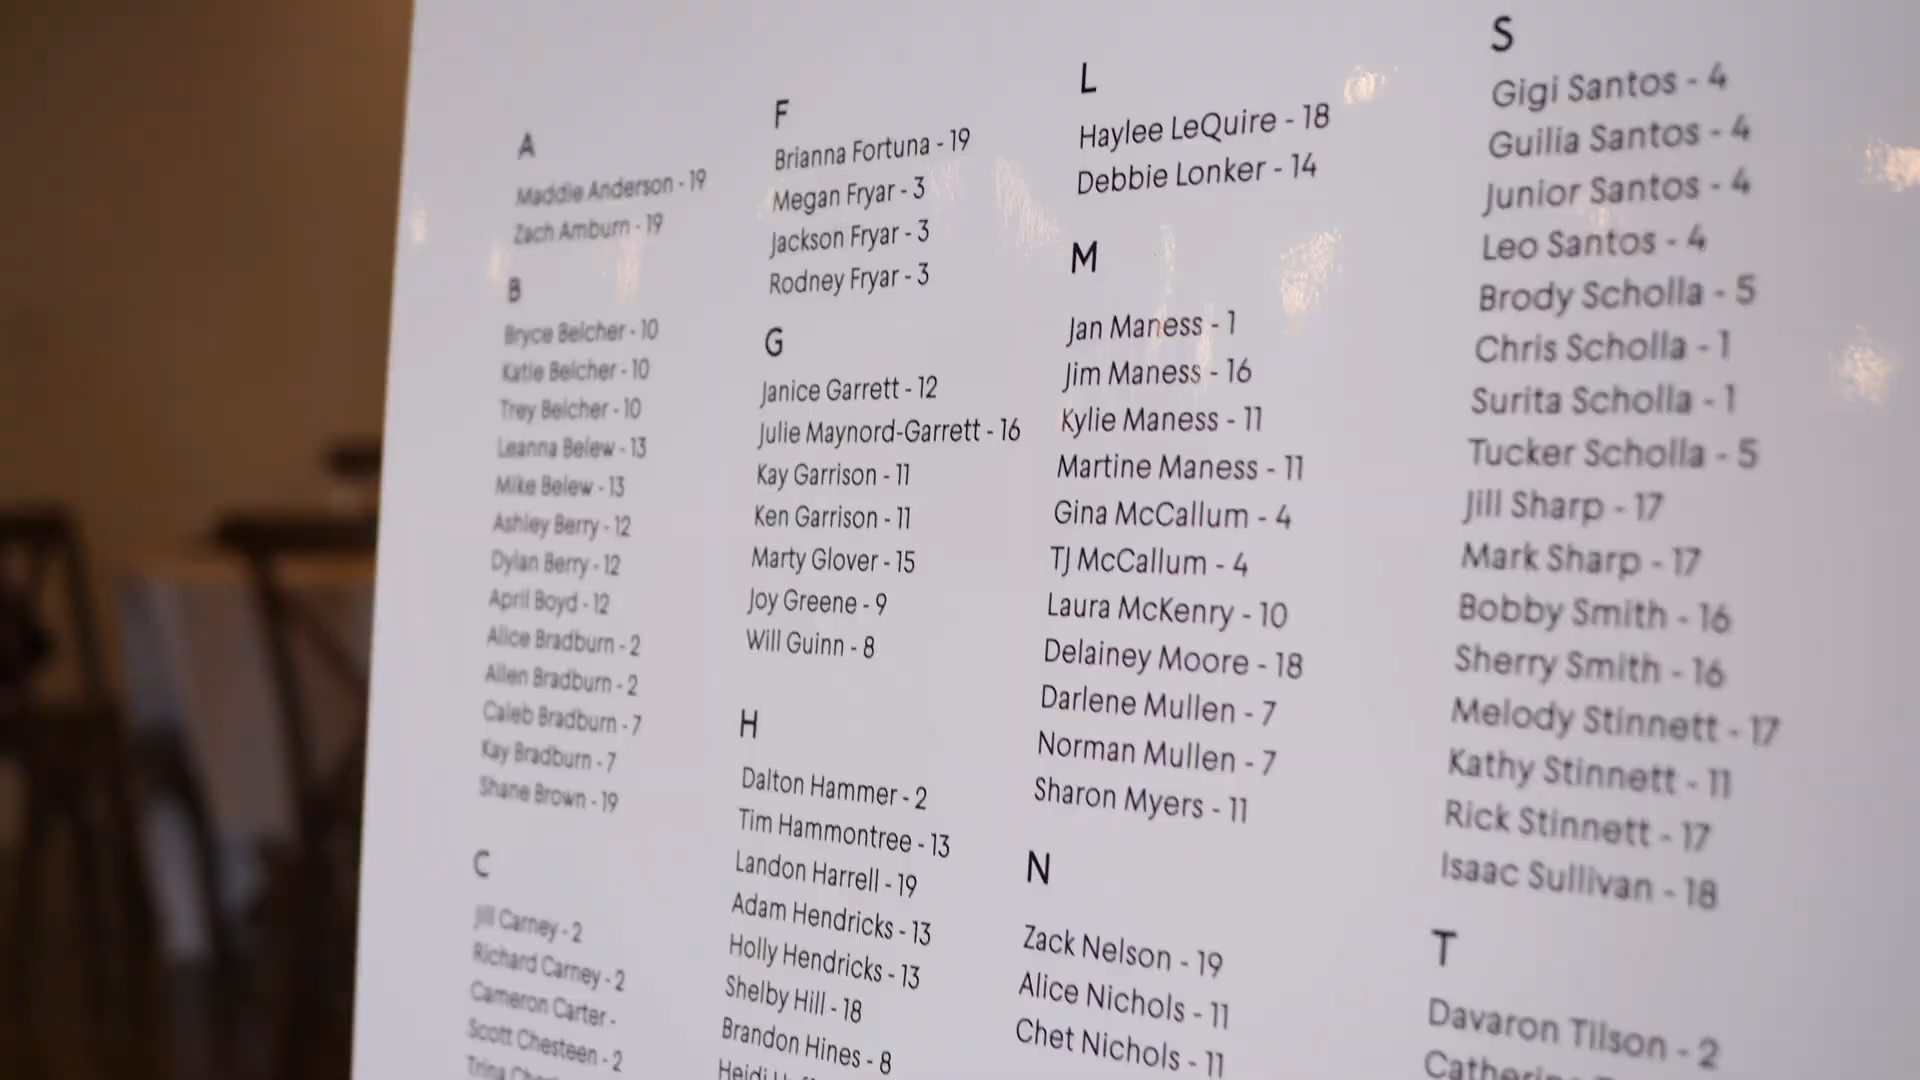 A
Maddie Anderson - 19
Zach Amburn - 19
B
Bryce Belcher - 10
Katie Belcher - 10
Trey Belcher - 10
Leanna Belew - 13
Mike Belew - 13
Ashley Berry - 12
Dylan Berry - 12
April Boyd - 12
Alice Bradburn - 2
Allen Bradburn - 2
Caleb Bradburn - 7
Kay Bradburn - 7
Shane Brown - 19
C
Jill Carney - 2
Richard Carney - 2
Cameron Carter -
Scott Chesteen - 2
Trina
F
Brianna Fortuna - 19
Megan Fryar - 3
Jackson Fryar - 3
Rodney Fryar - 3
G
Janice Garrett - 12
Julie Maynord-Garrett - 16
Kay Garrison - 11
Ken Garrison - 11
Marty Glover - 15
Joy Greene - 9
Will Guinn - 8
H
Dalton Hammer - 2
Tim Hammontree - 13
Landon Harrell - 19
Adam Hendricks - 13
Holly Hendricks - 13
Shelby Hill - 18
Brandon Hines - 8
Heidi
L
Haylee LeQuire - 18
Debbie Lonker - 14
M
Jan Maness - 1
Jim Maness - 16
Kylie Maness - 11
Martine Maness - 11
Gina McCallum - 4
TJ McCallum - 4
Laura McKenry - 10
Delainey Moore - 18
Darlene Mullen - 7
Norman Mullen - 7
Sharon Myers - 11
N
Zack Nelson - 19
Alice Nichols - 11
Chet Nichols - 11
S
Gigi Santos - 4
Guilia Santos - 4
Junior Santos - 4
Leo Santos - 4
Brody Scholla - 5
Chris Scholla - 1
Surita Scholla - 1
Tucker Scholla - 5
Jill Sharp - 17
Mark Sharp - 17
Bobby Smith - 16
Sherry Smith - 16
Melody Stinnett - 17
Kathy Stinnett - 11
Rick Stinnett - 17
Isaac Sullivan - 18
T
Davaron Tilson - 2